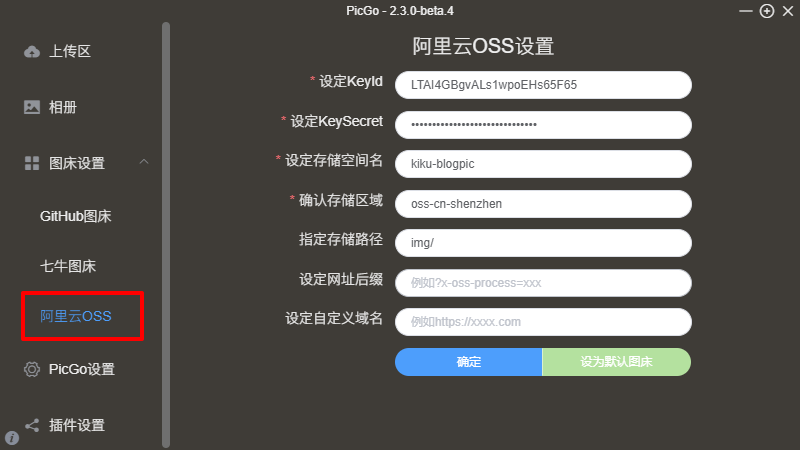 PicGo - 2.3.0-beta.4
上传区
相册
图床设置
GitHub图床
七牛图床
阿里云OSS
PicGo设置
插件设置
阿里云OSS设置
* 设定KeyId
LTAI4GBgvALs1wpoEHs65F65
* 设定KeySecret
••••••••••••••••••••••••••••••
* 设定存储空间名
kiku-blogpic
* 确认存储区域
oss-cn-shenzhen
指定存储路径
img/
设定网址后缀
例如?x-oss-process=xxx
设定自定义域名
例如https://xxxx.com
确定
设为默认图床